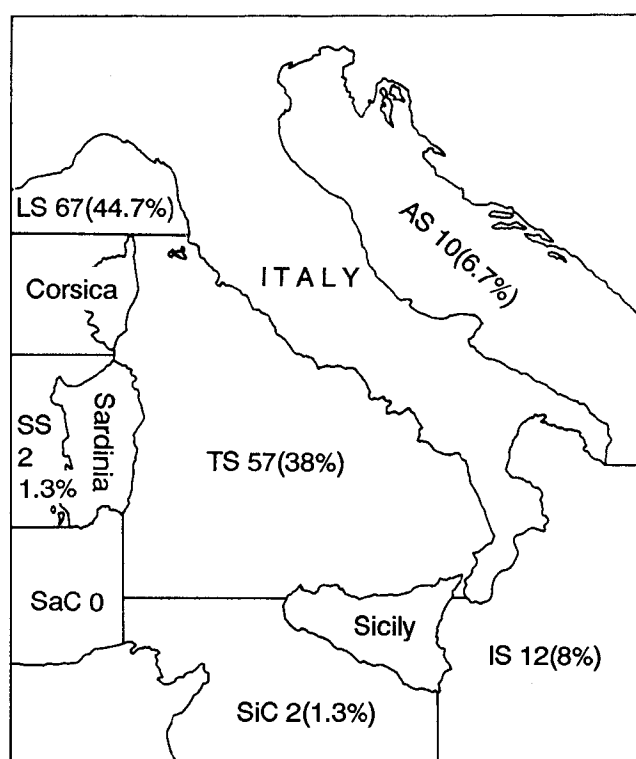 LS 67(44.7%)
AS 10(6.7%)
ITALY
Corsica
SS
2
1.3%
Sardinia
TS 57(38%)
SaC 0
Sicily
IS 12(8%)
SiC 2(1.3%)